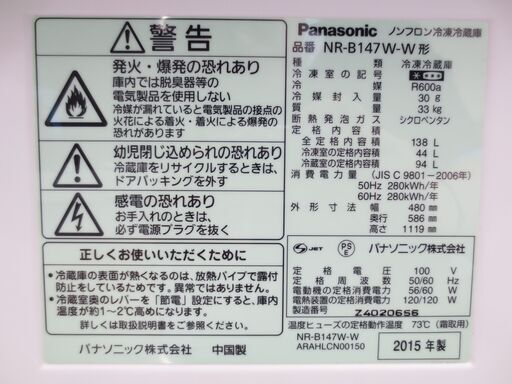 警告
発火・爆発の恐れあり
庫内では脱臭器等の
電気製品を使用しない
冷媒が漏れていると電気製品の接点の
火花による着火・着火による爆発の
恐れがあります。
幼児閉じ込められの恐れあり
冷蔵庫をリサイクルするときは、
ドアパッキングを外す
感電の恐れあり
お手入れのときは、
必ず電源プラグを抜く
正しくお使いいただくために
・冷蔵庫の表面が熱くなるのは、放熱パイプで露付
防止をしているためです。異常ではありません。
・冷蔵室奥のレバーを「節電」設定にすると、庫内
温度が約1～2℃高めになります。
詳しくは取扱説明書をご覧ください。
パナソニック株式会社 中国製
Panasonic ノンフロン冷凍冷蔵庫
品番 NR-B147W-W形
種類 冷凍冷蔵庫
冷凍室の記号
冷媒 R600a
冷媒封入量 30 g
質量 33 kg
断熱発泡ガス シクロペンタン
定格内容積
全定格内容積 138 L
冷凍室の定格内容積 44 L
冷蔵室の定格内容積 94 L
消費電力量 (JIS C 9801-2006年)
50Hz 280kWh/年
60Hz 280kWh/年
外形寸法 幅 480 mm
奥行 586 mm
高さ 1119 mm
S JET PS E パナソニック株式会社
定格電圧 100 V
定格周波数 50/60 Hz
電動機の定格消費電力 56/60 W
電熱装置の定格消費電力 120/120 W
製造番号 Z4020656
温度ヒューズの定格動作温度 73℃ (霜取用)
NR-B147W-W
ARAHLCN00150
2015年製